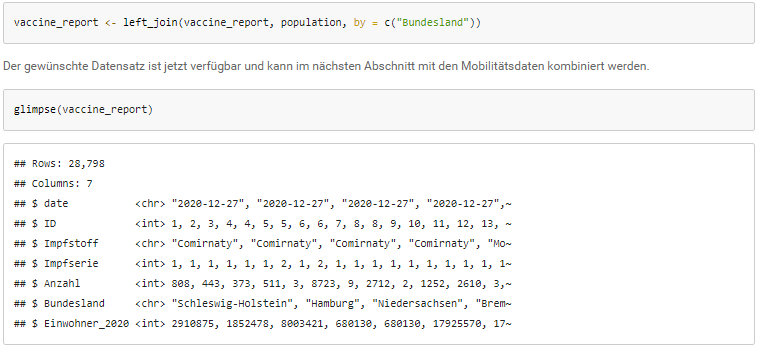 vaccine_report <- left_join(vaccine_report, population, by = c("Bundesland"))
Der gewünschte Datensatz ist jetzt verfügbar und kann im nächsten Abschnitt mit den Mobilitätsdaten kombiniert werden.
glimpse(vaccine_report)
## Rows: 28,798
## Columns: 7
## $ date           <chr> "2020-12-27", "2020-12-27", "2020-12-27", "2020-12-27",~
## $ ID             <int> 1, 2, 3, 4, 4, 5, 5, 6, 6, 7, 8, 8, 9, 10, 11, 12, 13, ~
## $ Impfstoff      <chr> "Comirnaty", "Comirnaty", "Comirnaty", "Comirnaty", "Mo~
## $ Impfserie      <int> 1, 1, 1, 1, 1, 1, 2, 1, 2, 1, 1, 1, 1, 1, 1, 1, 1, 1, 1~
## $ Anzahl         <int> 808, 443, 373, 511, 3, 8723, 9, 2712, 2, 1252, 2610, 3,~
## $ Bundesland     <chr> "Schleswig-Holstein", "Hamburg", "Niedersachsen", "Brem~
## $ Einwohner_2020 <int> 2910875, 1852478, 8003421, 680130, 680130, 17925570, 17~